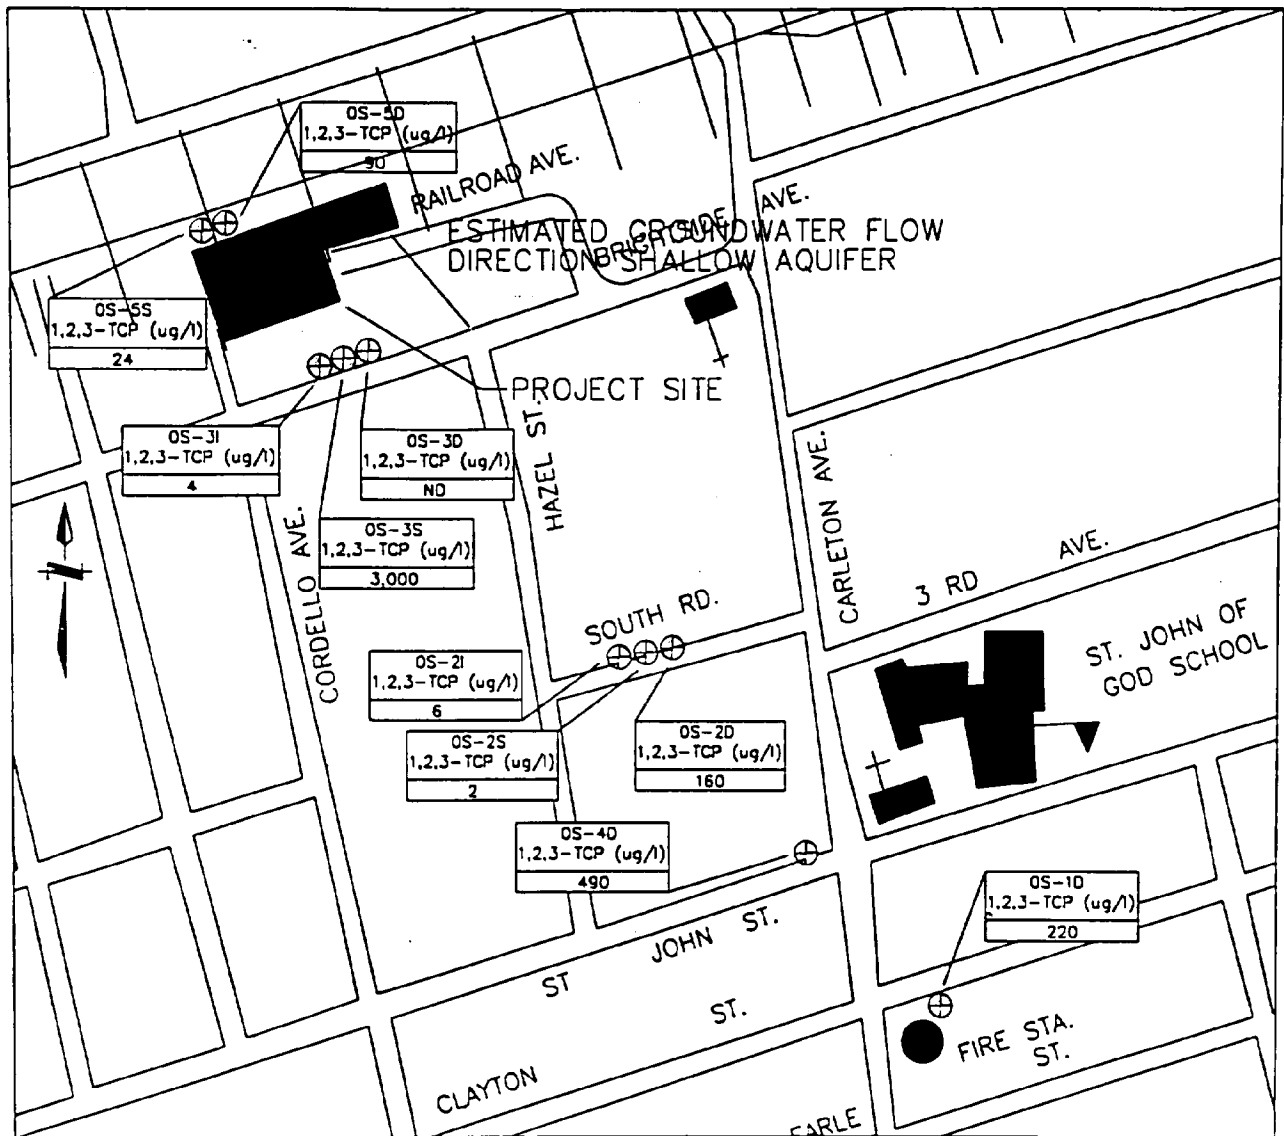 OS-5D
1,2,3-TCP (ug/l)
90
RAILROAD AVE.
AVE.
BRIGHTSIDE
ESTIMATED GROUNDWATER FLOW
DIRECTION SHALLOW AQUIFER
OS-5S
1,2,3-TCP (ug/l)
24
PROJECT SITE
OS-3I
1,2,3-TCP (ug/l)
4
OS-3D
1,2,3-TCP (ug/l)
ND
HAZEL ST.
CARLETON AVE.
N
OS-3S
1,2,3-TCP (ug/l)
3,000
CORDELLO AVE.
3 RD AVE.
SOUTH RD.
ST. JOHN OF
GOD SCHOOL
OS-2I
1,2,3-TCP (ug/l)
6
OS-2S
1,2,3-TCP (ug/l)
2
OS-2D
1,2,3-TCP (ug/l)
160
OS-4D
1,2,3-TCP (ug/l)
490
OS-1D
1,2,3-TCP (ug/l)
220
ST JOHN ST.
CLAYTON ST.
FIRE STA.
ST.
EARLE